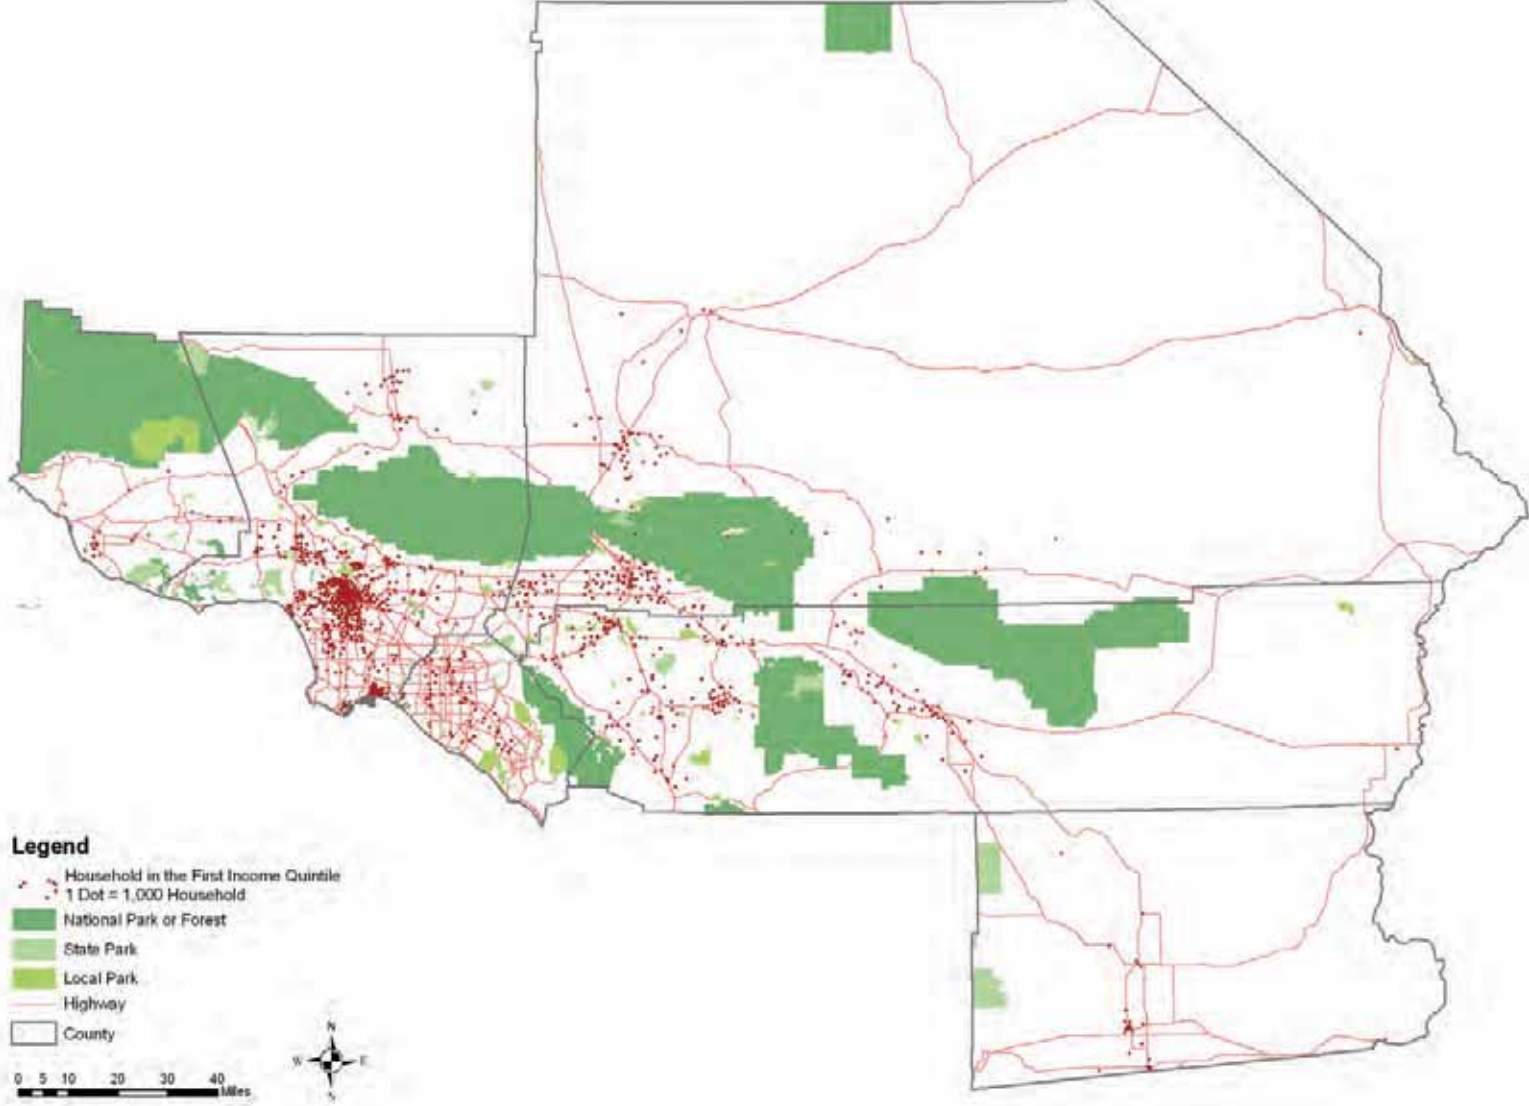 Legend
Household in the First Income Quintile
1 Dot = 1,000 Household
National Park or Forest
State Park
Local Park
Highway
County
N
W E
S
0 5 10 20 30 40
Miles